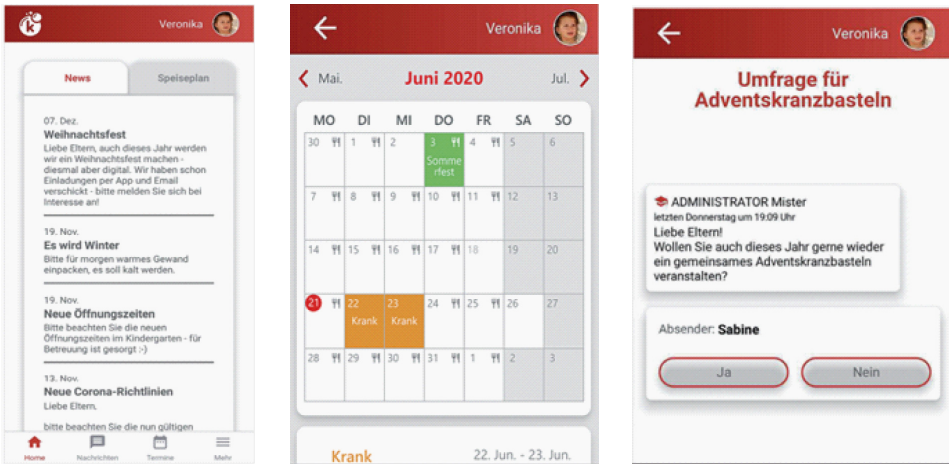 Veronika
News Speiseplan
07. Dez.
Weihnachtsfest
Liebe Eltern, auch dieses Jahr werden
wir ein Weihnachtsfest machen -
diesmal aber digital. Wir haben schon
Einladungen per App und Email
verschickt - bitte melden Sie sich bei
Interesse an!
19. Nov.
Es wird Winter
Bitte für morgen warmes Gewand
einpacken, es soll kalt werden.
19. Nov.
Neue Öffnungszeiten
Bitte beachten Sie die neuen
Öffnungszeiten im Kindergarten - für
Betreuung ist gesorgt :-)
13. Nov.
Neue Corona-Richtlinien
Liebe Eltern,
bitte beachten Sie die nun gültigen
Home Nachrichten Termine Mehr
Veronika
Mai. Juni 2020 Jul.
MO DI MI DO FR SA SO
30 1 2 3 4 5 6
Somme
rfest
7 8 9 10 11 12 13
14 15 16 17 18 19 20
21 22 23 24 25 26 27
Krank Krank
28 29 30 31 1 2 3
Krank 22. Jun. - 23. Jun.
Veronika
Umfrage für
Adventskranzbasteln
ADMINISTRATOR Mister
letzten Donnerstag um 19:09 Uhr
Liebe Eltern!
Wollen Sie auch dieses Jahr gerne wieder
ein gemeinsames Adventskranzbasteln
veranstalten?
Absender: Sabine
Ja Nein